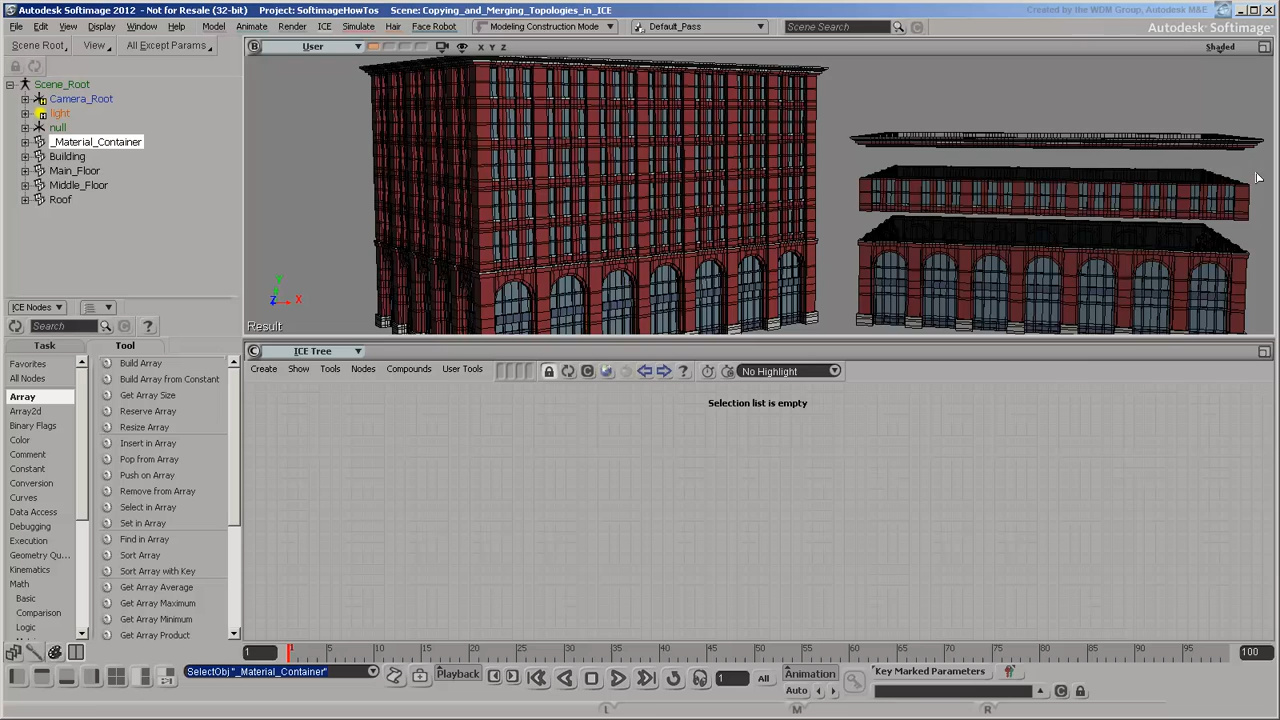 Autodesk Softimage 2012 - Not for Resale (32-bit) Project: SoftimageHowTos Scene: Copying_and_Merging_Topologies_in_ICE Created by the WDM Group, Autodesk M&E
File Edit Display Window Help Model Animate Render ICE Simulate Hair Face Robot Modeling Construction Mode Default_Pass Scene Search C Autodesk Softimage
Scene Root View All Except Params B User X Y Z Shaded
Scene_Root
Camera_Root
light
null
_Material_Container
Building
Main_Floor
Middle_Floor
Roof
Y
Z X
Result
ICE Nodes
Search C ?
C ICE Tree
Create Show Tools Nodes Compounds User Tools C ? No Highlight
Selection list is empty
Task Tool
Favorites
All Nodes
Array
Array2d
Binary Flags
Color
Comment
Constant
Conversion
Curves
Data Access
Debugging
Execution
Geometry Qu...
Kinematics
Math
Basic
Comparison
Logic
Build Array
Build Array from Constant
Get Array Size
Reserve Array
Resize Array
Insert in Array
Pop from Array
Push on Array
Remove from Array
Select in Array
Set in Array
Find in Array
Sort Array
Sort Array with Key
Get Array Average
Get Array Maximum
Get Array Minimum
Get Array Product
1 1 5 10 15 20 25 30 35 40 45 50 55 60 65 70 75 80 85 90 95 100
SelectObj "_Material_Container" Playback 1 All Animation Key Marked Parameters
Auto C
L M R